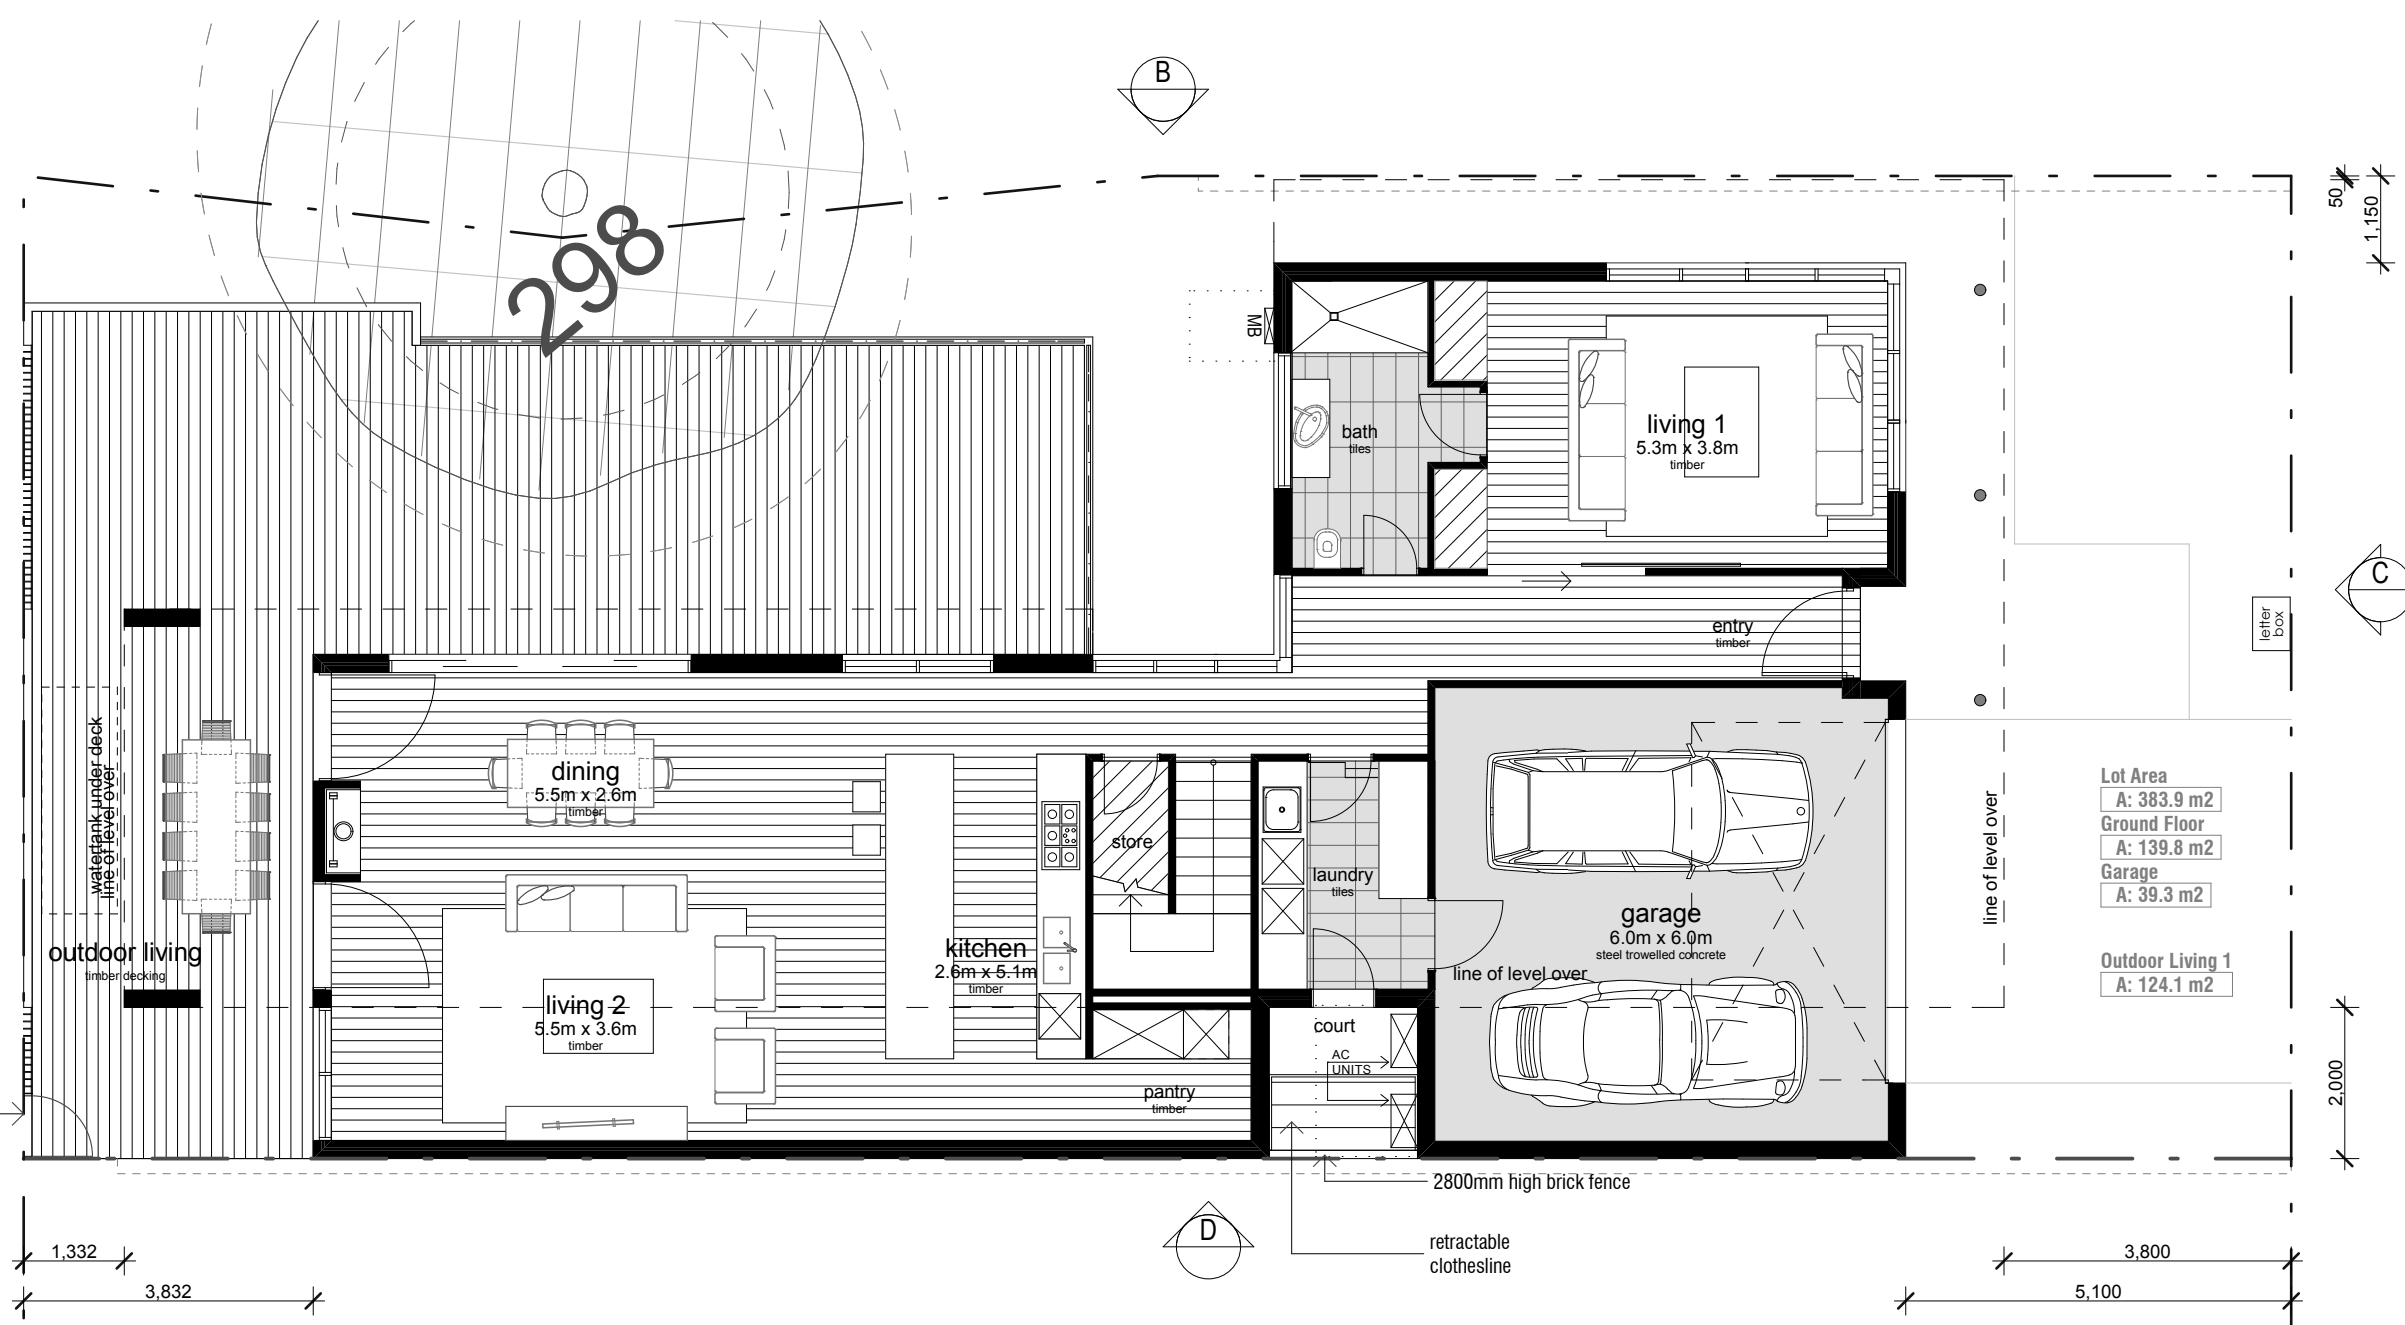 B
50
1,150
298
MB
living 1
5.3m x 3.8m
timber
bath
tiles
C
entry
timber
letter
box
watertank under deck
line of level over
dining
5.5m x 2.6m
timber
store
laundry
tiles
garage
6.0m x 6.0m
steel trowelled concrete
line of level over
line of level over
Lot Area
A: 383.9 m2
Ground Floor
A: 139.8 m2
Garage
A: 39.3 m2
Outdoor Living 1
A: 124.1 m2
outdoor living
timber decking
kitchen
2.6m x 5.1m
timber
living 2
5.5m x 3.6m
timber
court
AC
UNITS
pantry
timber
2,000
2800mm high brick fence
D
retractable
clothesline
1,332
3,832
3,800
5,100